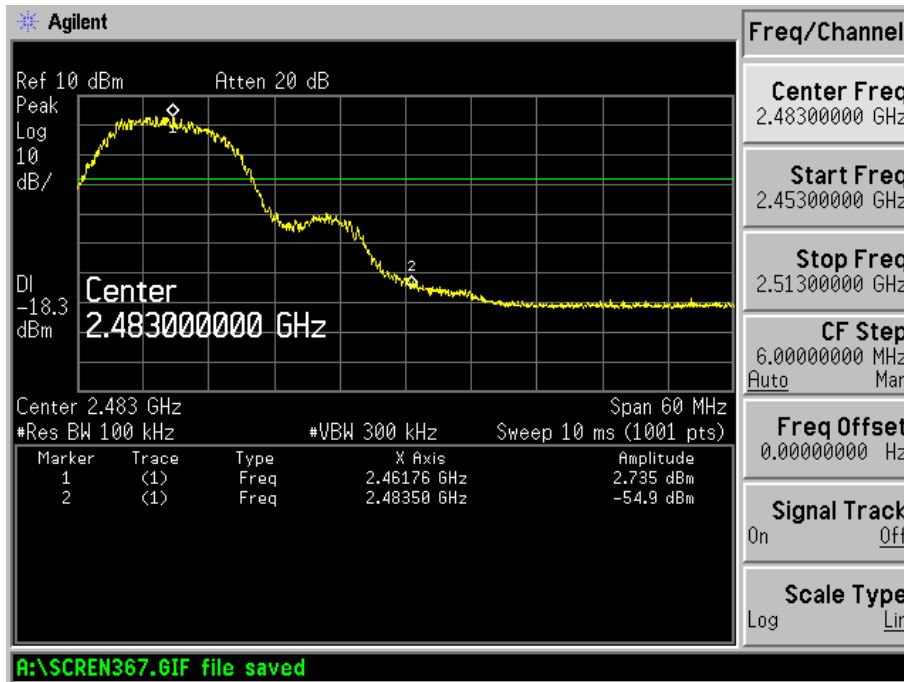 Agilent
Freq/Channel
Ref 10 dBm Atten 20 dB
Peak
Log
10
dB/
1
2
DI
-18.3
dBm
Center
2.483000000 GHz
Center 2.483 GHz Span 60 MHz
#Res BW 100 kHz #VBW 300 kHz Sweep 10 ms (1001 pts)
Marker Trace Type X Axis Amplitude
1 (1) Freq 2.46176 GHz 2.735 dBm
2 (1) Freq 2.48350 GHz -54.9 dBm
Center Freq
2.48300000 GHz
Start Freq
2.45300000 GHz
Stop Freq
2.51300000 GHz
CF Step
6.00000000 MHz
Auto Man
Freq Offset
0.00000000 Hz
Signal Track
On Off
Scale Type
Log Lin
A:\SCREN367.GIF file saved